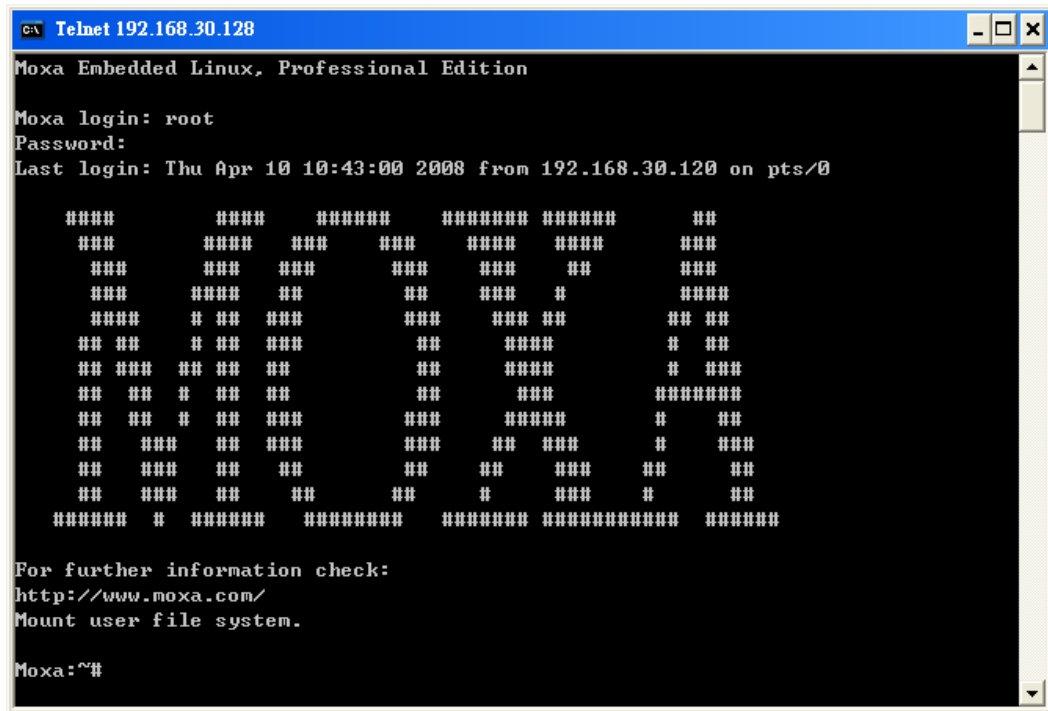 Telnet 192.168.30.128
Moxa Embedded Linux, Professional Edition
Moxa login: root
Password:
Last login: Thu Apr 10 10:43:00 2008 from 192.168.30.120 on pts/0
MOXA
For further information check:
http://www.moxa.com/
Mount user file system.
Moxa:~#